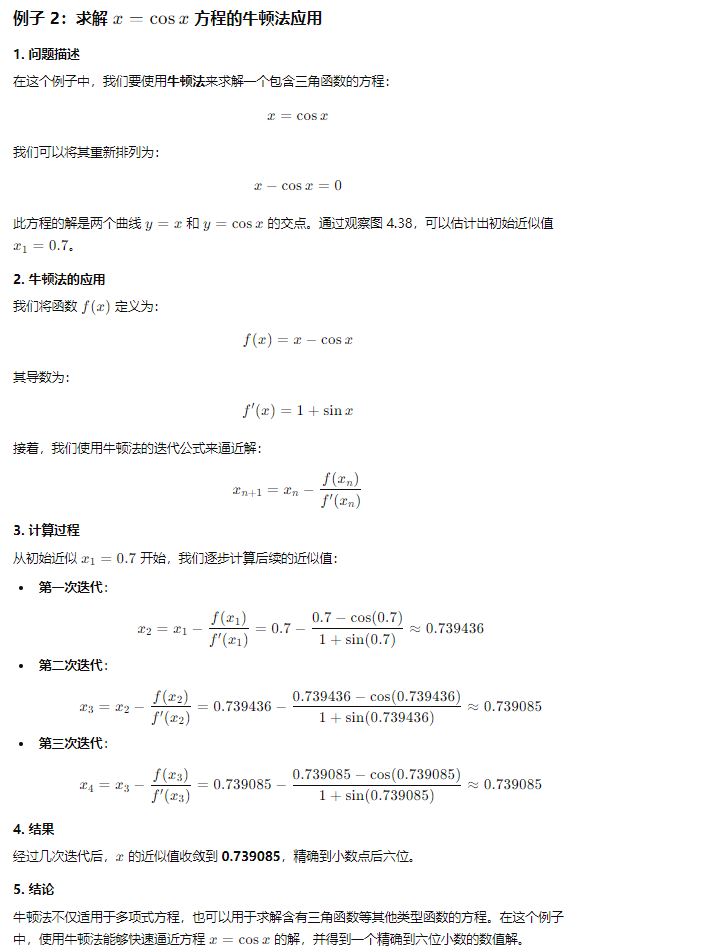 例子 2：求解 x = cos x 方程的牛顿法应用
1. 问题描述
在这个例子中，我们要使用牛顿法来求解一个包含三角函数的方程：
x = cos x
我们可以将其重新排列为：
x − cos x = 0
此方程的解是两个曲线 y = x 和 y = cos x 的交点。通过观察图 4.38，可以估计出初始近似值
x₁ = 0.7。
2. 牛顿法的应用
我们将函数 f(x) 定义为：
f(x) = x − cos x
其导数为：
f′(x) = 1 + sin x
接着，我们使用牛顿法的迭代公式来逼近解：
xₙ₊₁ = xₙ − f(xₙ)/f′(xₙ)
3. 计算过程
从初始近似 x₁ = 0.7 开始，我们逐步计算后续的近似值：
• 第一次迭代：
x₂ = x₁ − f(x₁)/f′(x₁) = 0.7 − (0.7 − cos(0.7))/(1 + sin(0.7)) ≈ 0.739436
• 第二次迭代：
x₃ = x₂ − f(x₂)/f′(x₂) = 0.739436 − (0.739436 − cos(0.739436))/(1 + sin(0.739436)) ≈ 0.739085
• 第三次迭代：
x₄ = x₃ − f(x₃)/f′(x₃) = 0.739085 − (0.739085 − cos(0.739085))/(1 + sin(0.739085)) ≈ 0.739085
4. 结果
经过几次迭代后，x 的近似值收敛到 0.739085，精确到小数点后六位。
5. 结论
牛顿法不仅适用于多项式方程，也可以用于求解含有三角函数等其他类型函数的方程。在这个例子
中，使用牛顿法能够快速逼近方程 x = cos x 的解，并得到一个精确到六位小数的数值解。